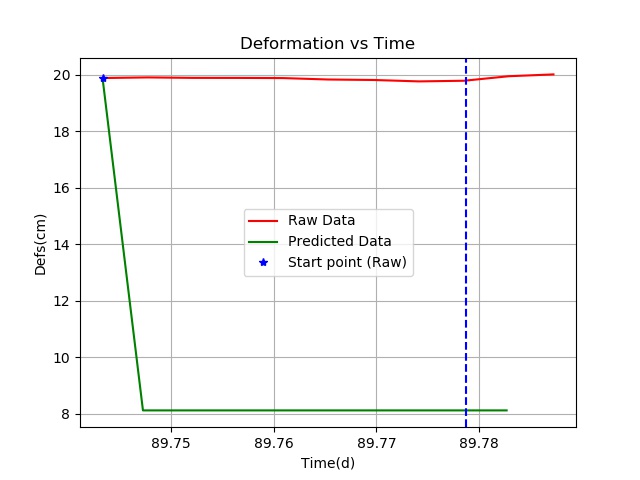 Deformation vs Time
20
18
16
14
12
10
8
Defs(cm)
Raw Data
Predicted Data
Start point (Raw)
89.75 89.76 89.77 89.78
Time(d)